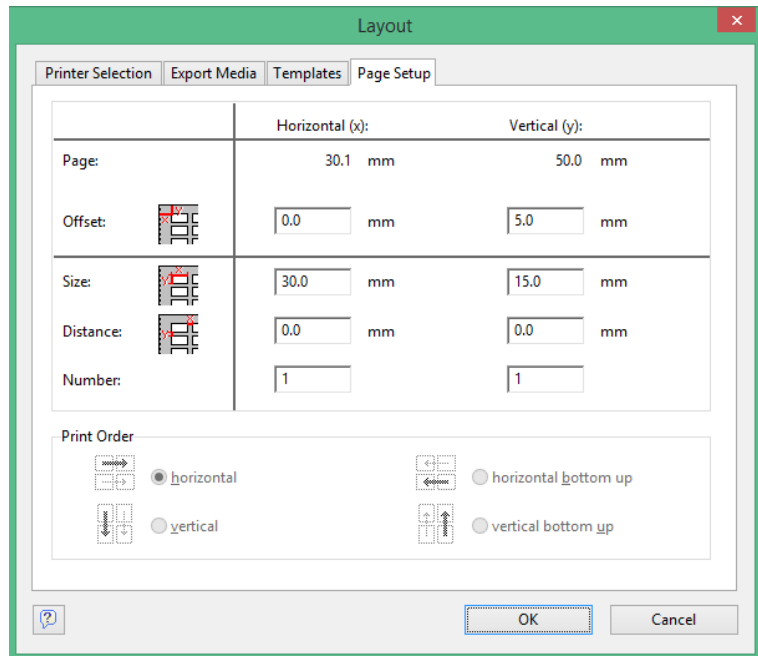 Layout
Printer Selection Export Media Templates Page Setup
Horizontal (x): Vertical (y):
Page: 30.1 mm 50.0 mm
Offset: x y 0.0 mm 5.0 mm
Size: y x 30.0 mm 15.0 mm
Distance: y x 0.0 mm 0.0 mm
Number: 1 1
Print Order
horizontal horizontal bottom up
vertical vertical bottom up
? OK Cancel